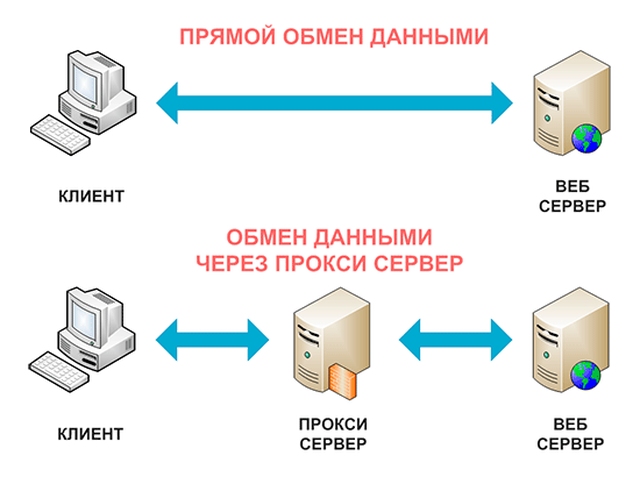 ПРЯМОЙ ОБМЕН ДАННЫМИ
КЛИЕНТ
ВЕБ
СЕРВЕР
ОБМЕН ДАННЫМИ
ЧЕРЕЗ ПРОКСИ СЕРВЕР
КЛИЕНТ
ПРОКСИ
СЕРВЕР
ВЕБ
СЕРВЕР